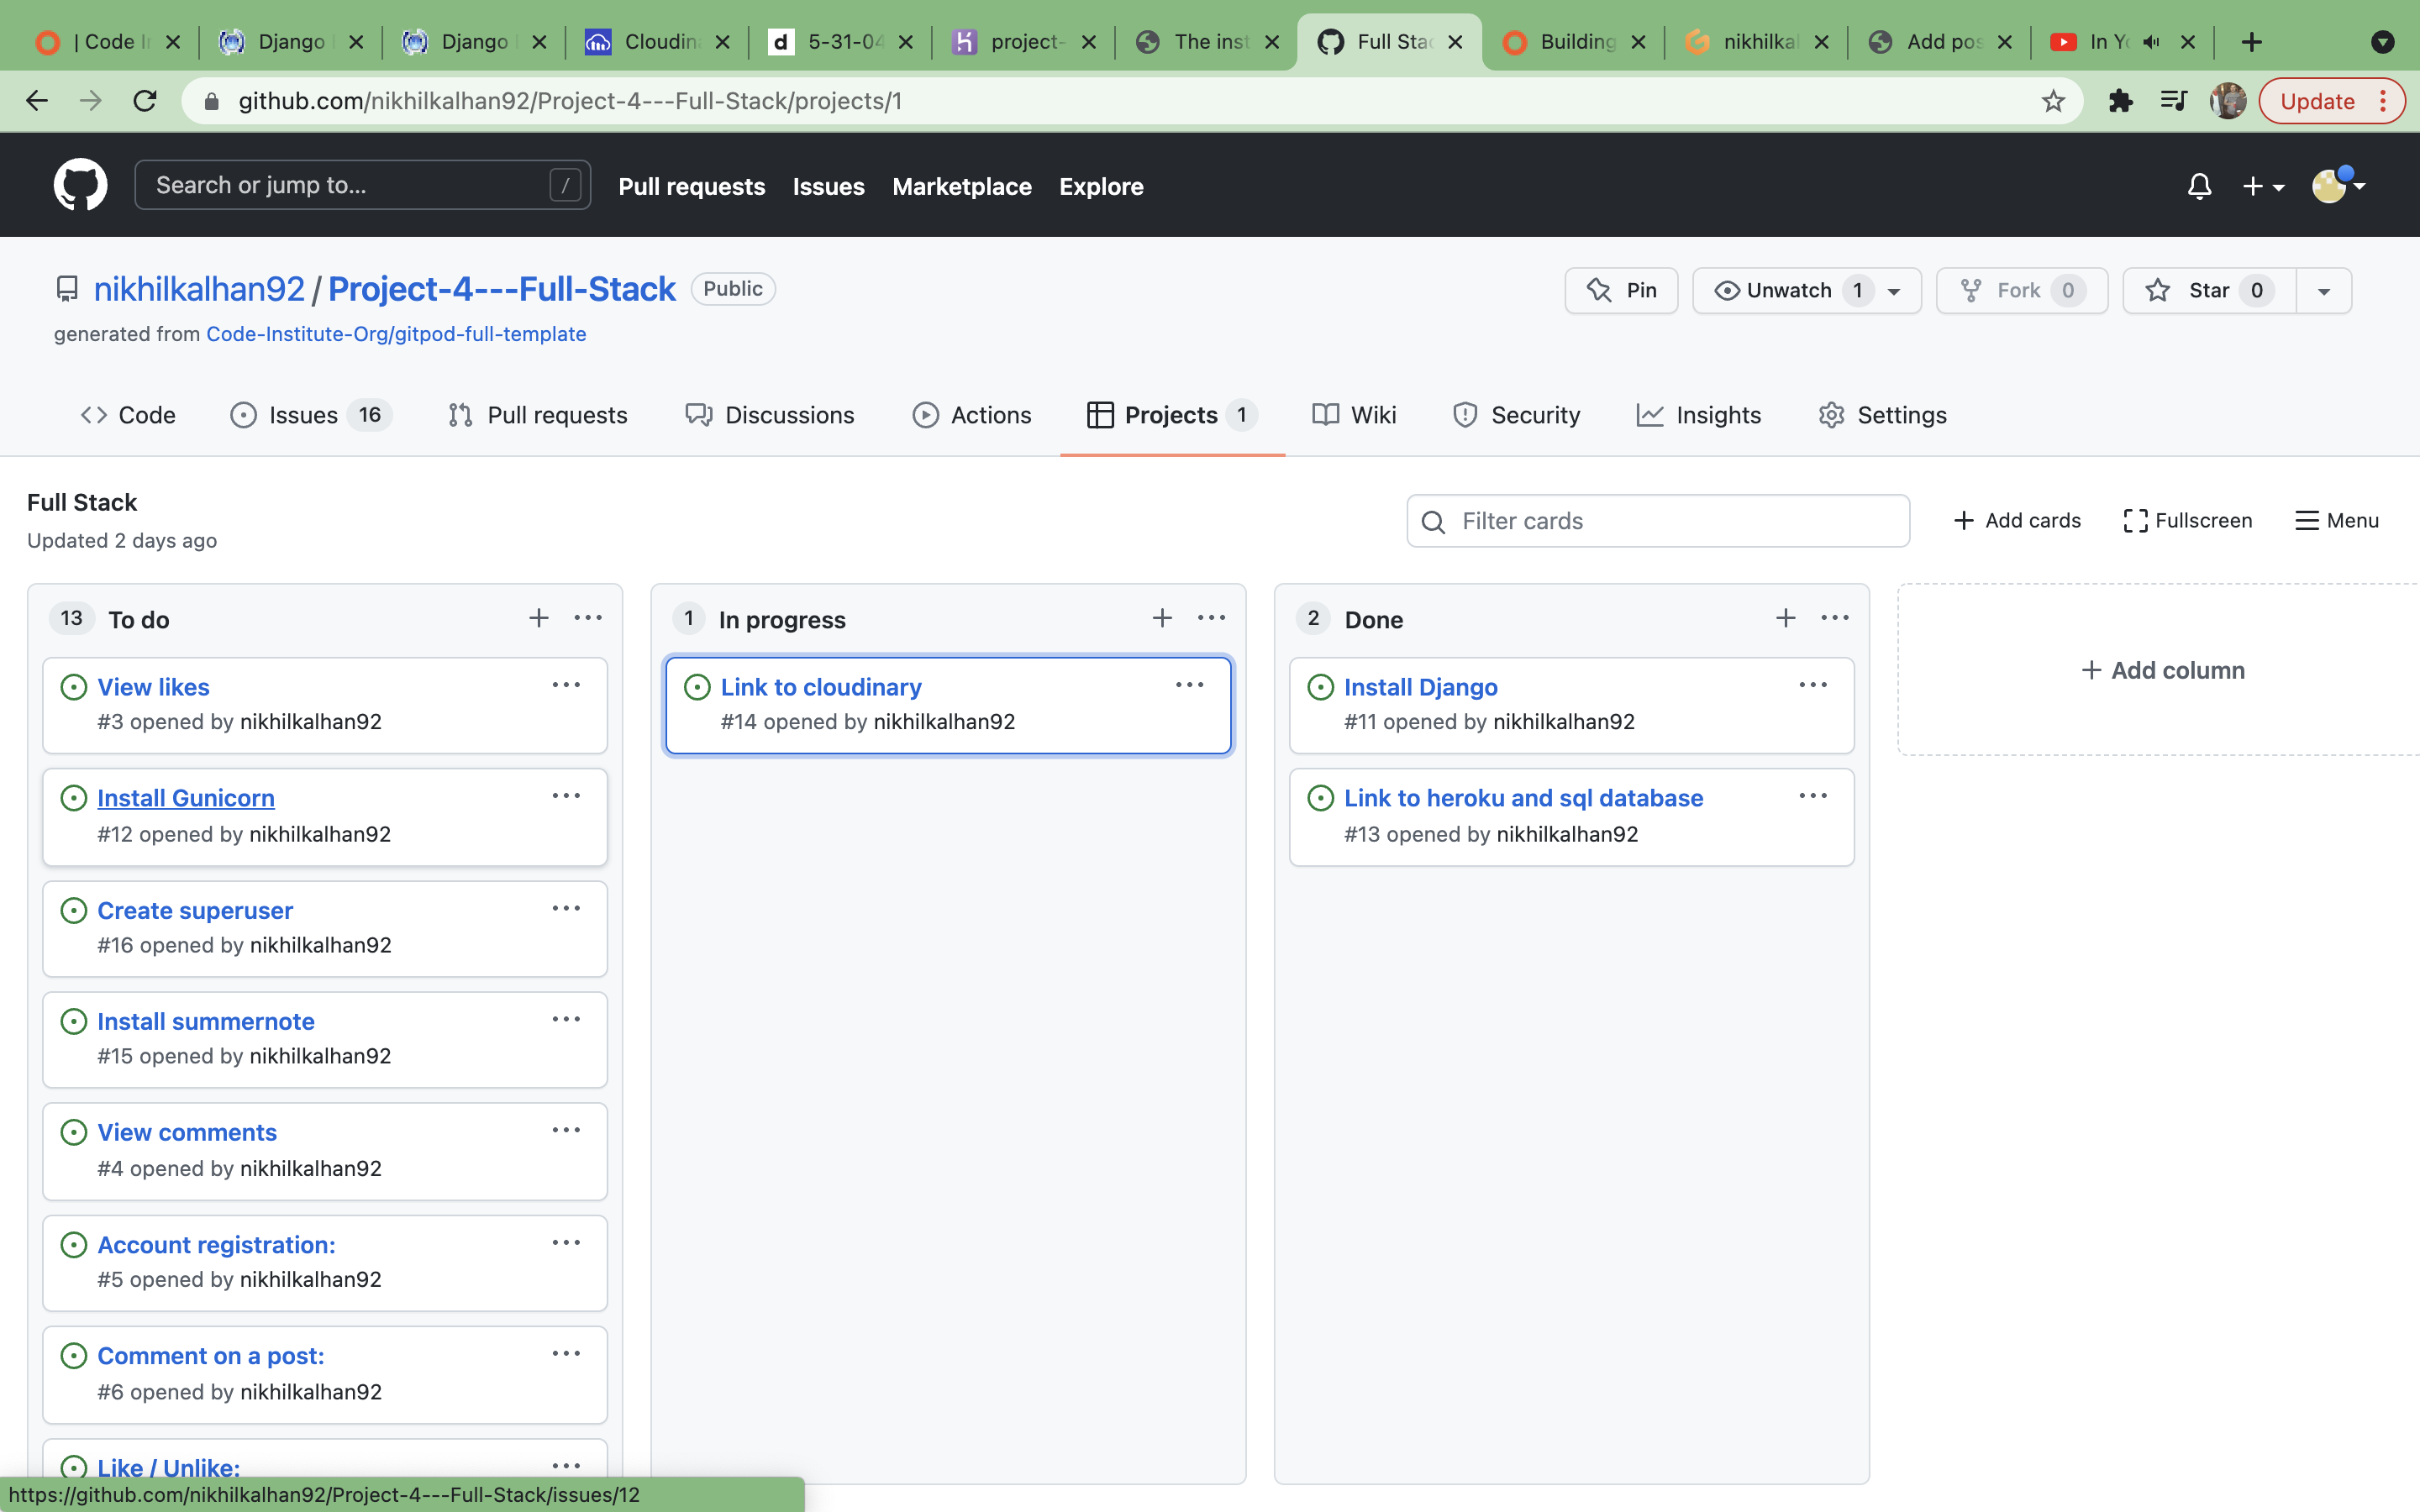 | Code I
Django
Django
Cloudin
5-31-04
project-
The inst
Full Stac
Building
nikhilkal
Add pos
In Yo
github.com/nikhilkalhan92/Project-4---Full-Stack/projects/1
Update
Search or jump to... /
Pull requests
Issues
Marketplace
Explore
nikhilkalhan92 / Project-4---Full-Stack Public
generated from Code-Institute-Org/gitpod-full-template
Pin
Unwatch 1
Fork 0
Star 0
Code
Issues 16
Pull requests
Discussions
Actions
Projects 1
Wiki
Security
Insights
Settings
Full Stack
Updated 2 days ago
Filter cards
Add cards
Fullscreen
Menu
13 To do
View likes
#3 opened by nikhilkalhan92
Install Gunicorn
#12 opened by nikhilkalhan92
Create superuser
#16 opened by nikhilkalhan92
Install summernote
#15 opened by nikhilkalhan92
View comments
#4 opened by nikhilkalhan92
Account registration:
#5 opened by nikhilkalhan92
Comment on a post:
#6 opened by nikhilkalhan92
Like / Unlike:
1 In progress
Link to cloudinary
#14 opened by nikhilkalhan92
2 Done
Install Django
#11 opened by nikhilkalhan92
Link to heroku and sql database
#13 opened by nikhilkalhan92
Add column
https://github.com/nikhilkalhan92/Project-4---Full-Stack/issues/12